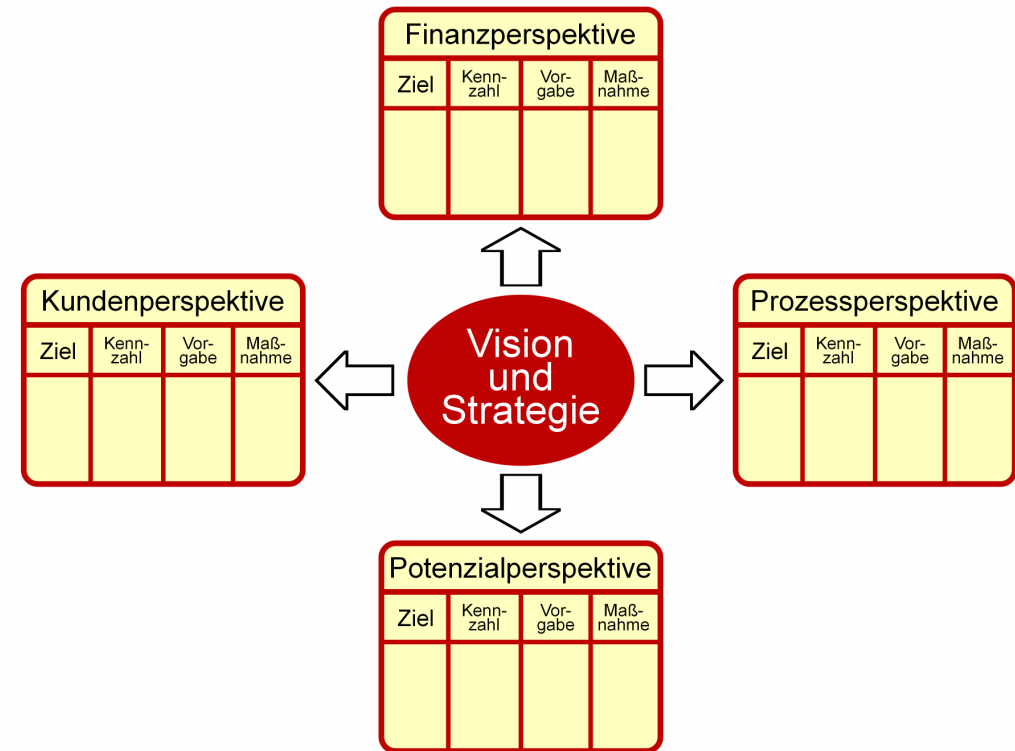 Finanzperspektive
Ziel
Kenn-
zahl
Vor-
gabe
Maß-
nahme
Kundenperspektive
Ziel
Kenn-
zahl
Vor-
gabe
Maß-
nahme
Vision
und
Strategie
Prozessperspektive
Ziel
Kenn-
zahl
Vor-
gabe
Maß-
nahme
Potenzialperspektive
Ziel
Kenn-
zahl
Vor-
gabe
Maß-
nahme